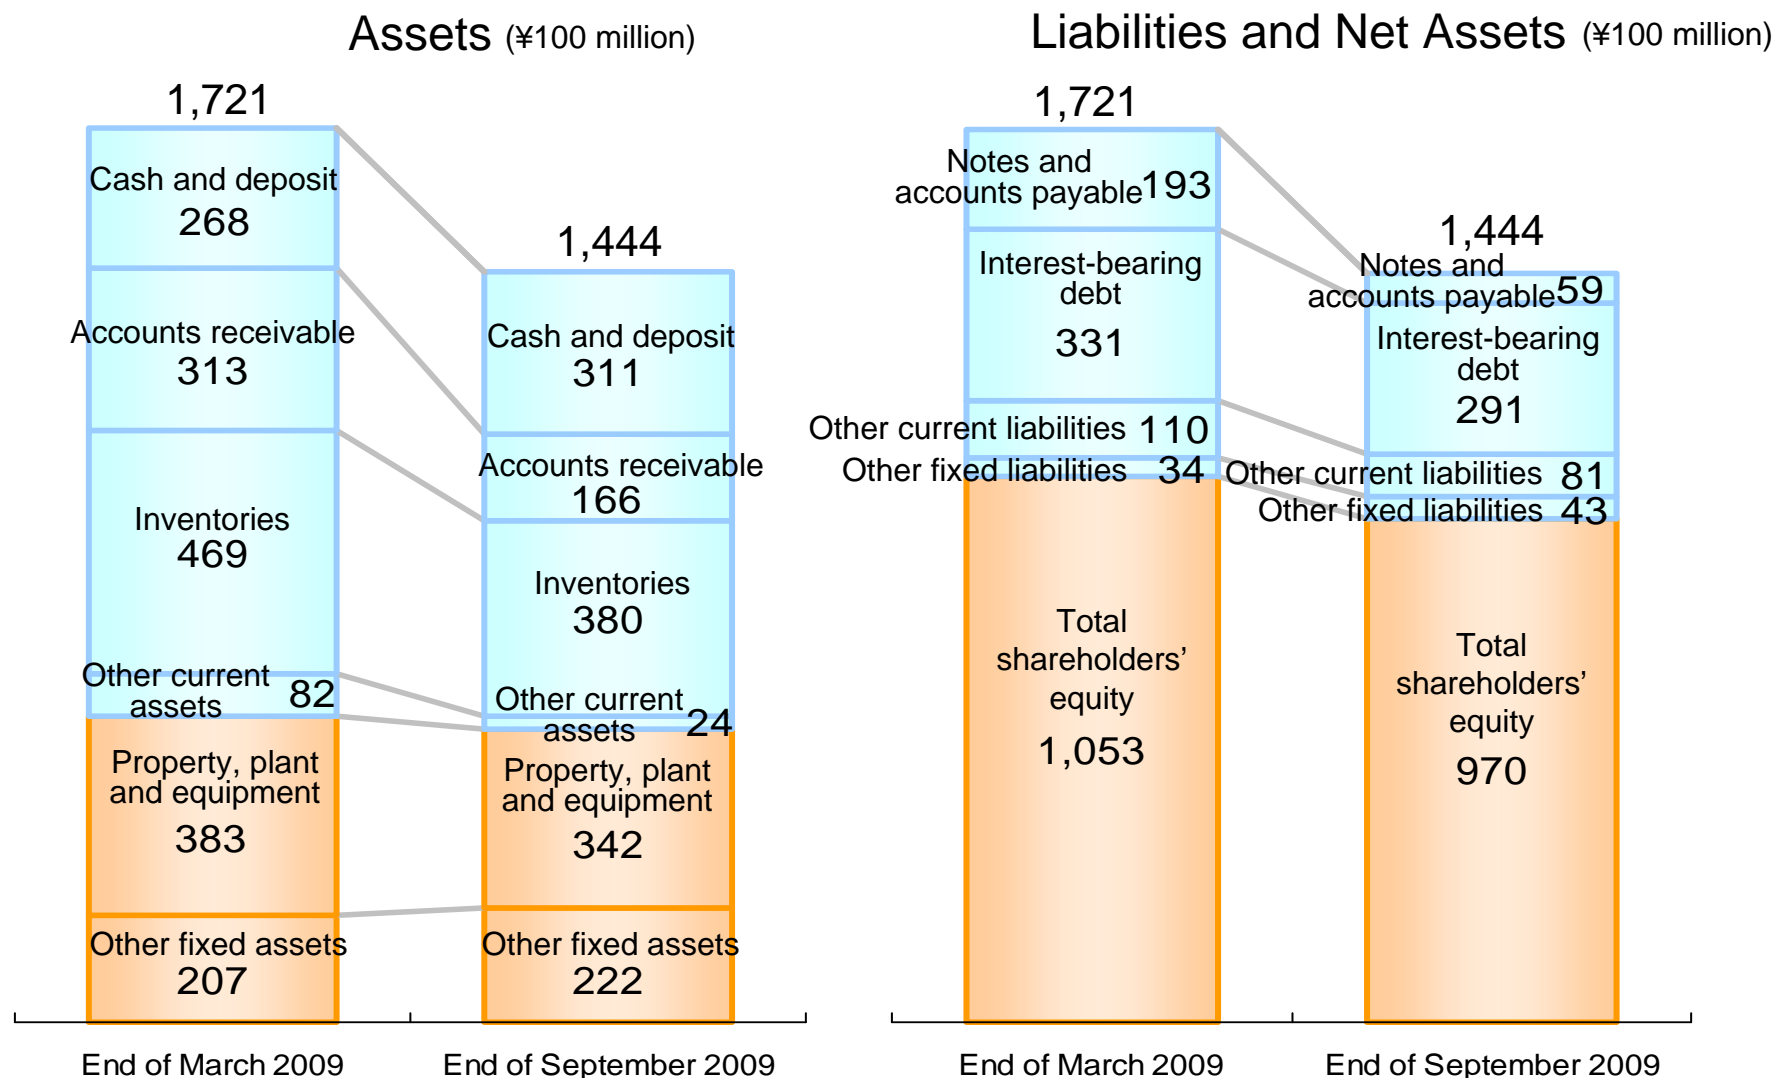 Assets (¥100 million)
1,721
Cash and deposit
268
Accounts receivable
313
Inventories
469
Other current
assets 82
Property, plant
and equipment
383
Other fixed assets
207
End of March 2009
1,444
Cash and deposit
311
Accounts receivable
166
Inventories
380
Other current
assets 24
Property, plant
and equipment
342
Other fixed assets
222
End of September 2009
Liabilities and Net Assets (¥100 million)
1,721
Notes and
accounts payable 193
Interest-bearing
debt
331
Other current liabilities 110
Other fixed liabilities 34
Total
shareholders’
equity
1,053
End of March 2009
1,444
Notes and
accounts payable 59
Interest-bearing
debt
291
Other current liabilities 81
Other fixed liabilities 43
Total
shareholders’
equity
970
End of September 2009